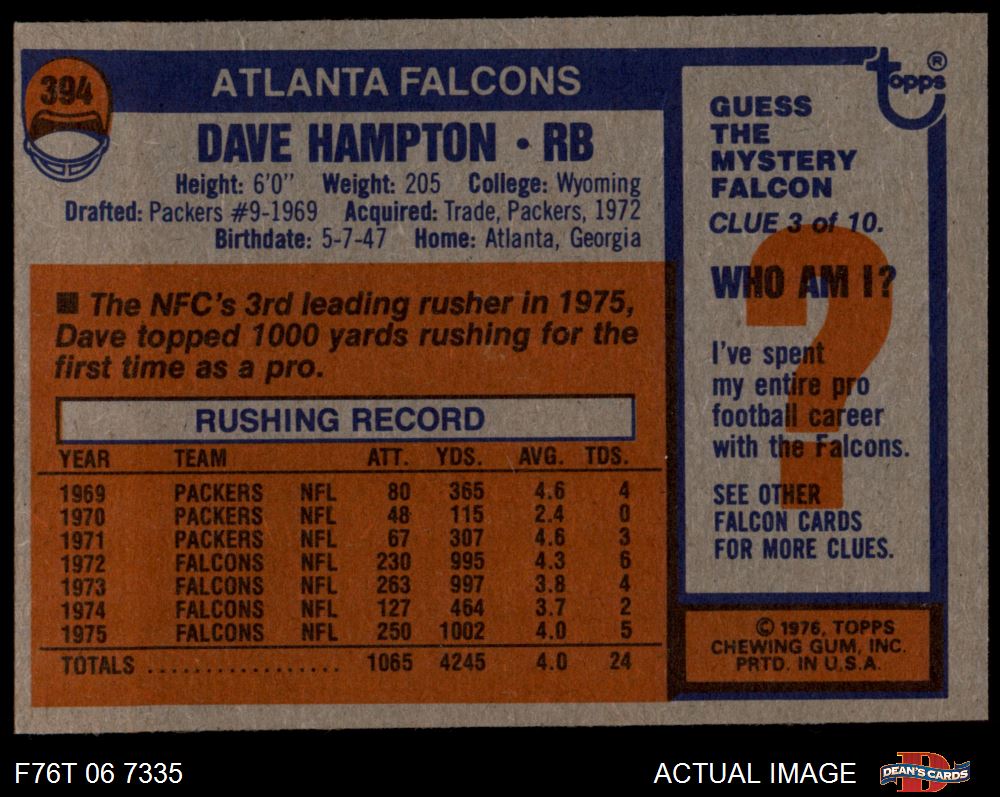 394
ATLANTA FALCONS
DAVE HAMPTON • RB
Height: 6'0" Weight: 205 College: Wyoming
Drafted: Packers #9-1969 Acquired: Trade, Packers, 1972
Birthdate: 5-7-47 Home: Atlanta, Georgia
■ The NFC's 3rd leading rusher in 1975,
Dave topped 1000 yards rushing for the
first time as a pro.
RUSHING RECORD
YEAR TEAM ATT. YDS. AVG. TDS.
1969 PACKERS NFL 80 365 4.6 4
1970 PACKERS NFL 48 115 2.4 0
1971 PACKERS NFL 67 307 4.6 3
1972 FALCONS NFL 230 995 4.3 6
1973 FALCONS NFL 263 997 3.8 4
1974 FALCONS NFL 127 464 3.7 2
1975 FALCONS NFL 250 1002 4.0 5
TOTALS .................. 1065 4245 4.0 24
topps ®
GUESS
THE
MYSTERY
FALCON
CLUE 3 of 10.
?
WHO AM I?
I've spent
my entire pro
football career
with the Falcons.
SEE OTHER
FALCON CARDS
FOR MORE CLUES.
© 1976, TOPPS
CHEWING GUM, INC.
PRTD. IN U.S.A.
F76T 06 7335
ACTUAL IMAGE
DEAN'S CARDS